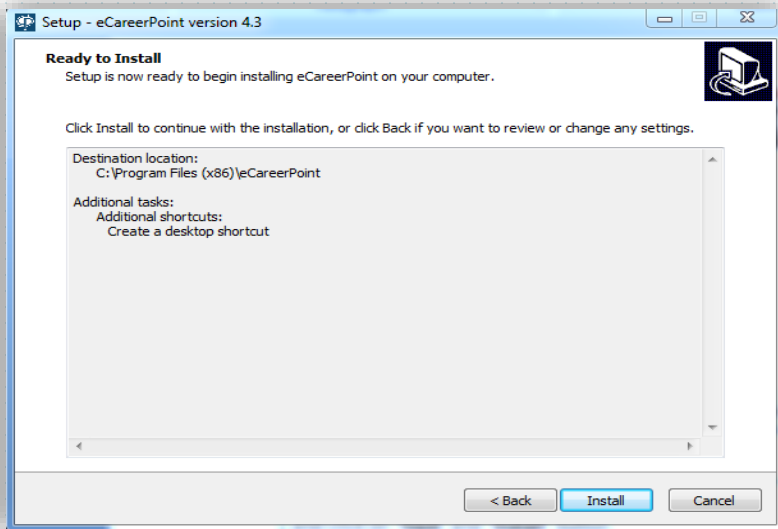 Setup - eCareerPoint version 4.3
Ready to Install
Setup is now ready to begin installing eCareerPoint on your computer.
Click Install to continue with the installation, or click Back if you want to review or change any settings.
Destination location:
C:\Program Files (x86)\eCareerPoint
Additional tasks:
Additional shortcuts:
Create a desktop shortcut
< Back
Install
Cancel